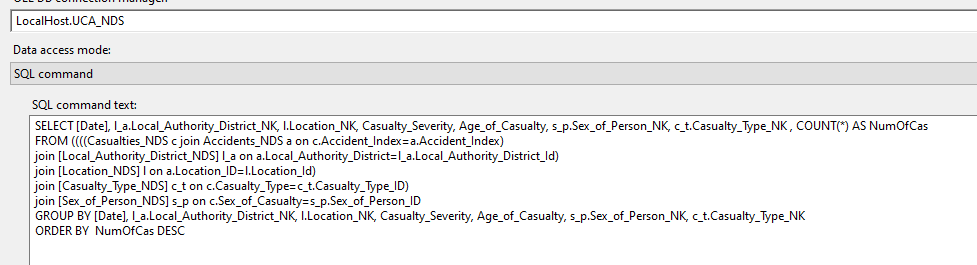 LocalHost.UCA_NDS
Data access mode:
SQL command
SQL command text:
SELECT [Date], l_a.Local_Authority_District_NK, l.Location_NK, Casualty_Severity, Age_of_Casualty, s_p.Sex_of_Person_NK, c_t.Casualty_Type_NK , COUNT(*) AS NumOfCas
FROM ((((Casualties_NDS c join Accidents_NDS a on c.Accident_Index=a.Accident_Index)
join [Local_Authority_District_NDS] l_a on a.Local_Authority_District=l_a.Local_Authority_District_Id)
join [Location_NDS] l on a.Location_ID=l.Location_Id)
join [Casualty_Type_NDS] c_t on c.Casualty_Type=c_t.Casualty_Type_ID)
join [Sex_of_Person_NDS] s_p on c.Sex_of_Casualty=s_p.Sex_of_Person_ID
GROUP BY [Date], l_a.Local_Authority_District_NK, l.Location_NK, Casualty_Severity, Age_of_Casualty, s_p.Sex_of_Person_NK, c_t.Casualty_Type_NK
ORDER BY  NumOfCas DESC